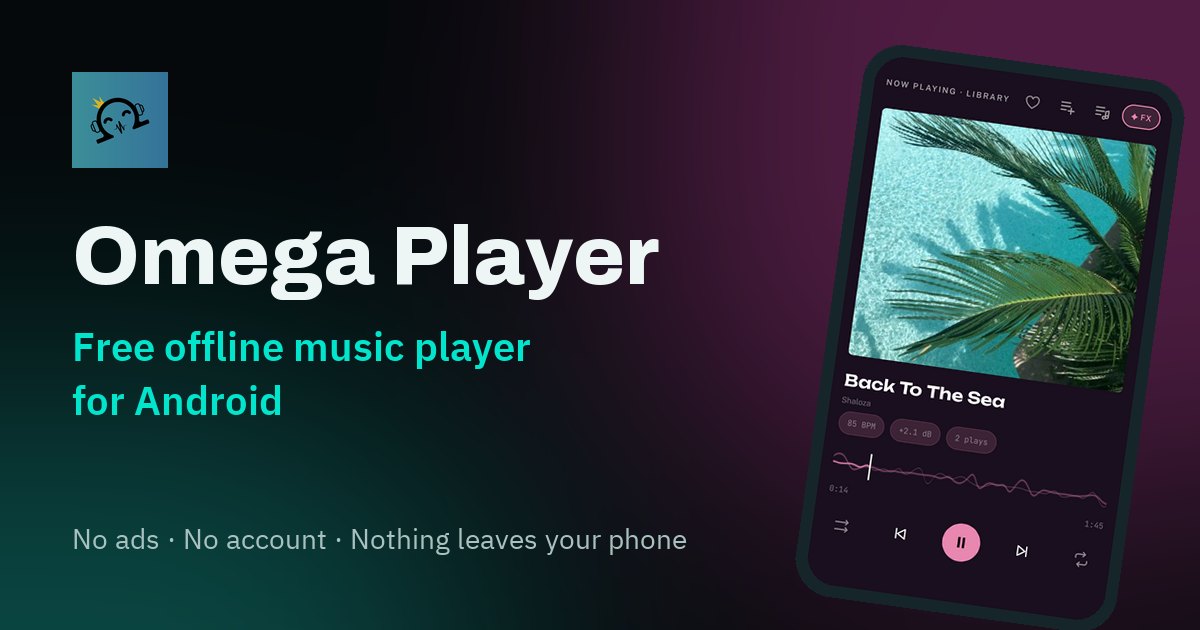 Omega Player
Free offline music player
for Android
No ads · No account · Nothing leaves your phone
NOW PLAYING · LIBRARY
FX
Back To The Sea
Shaloza
85 BPM
+2.1 dB
2 plays
0:14
1:45